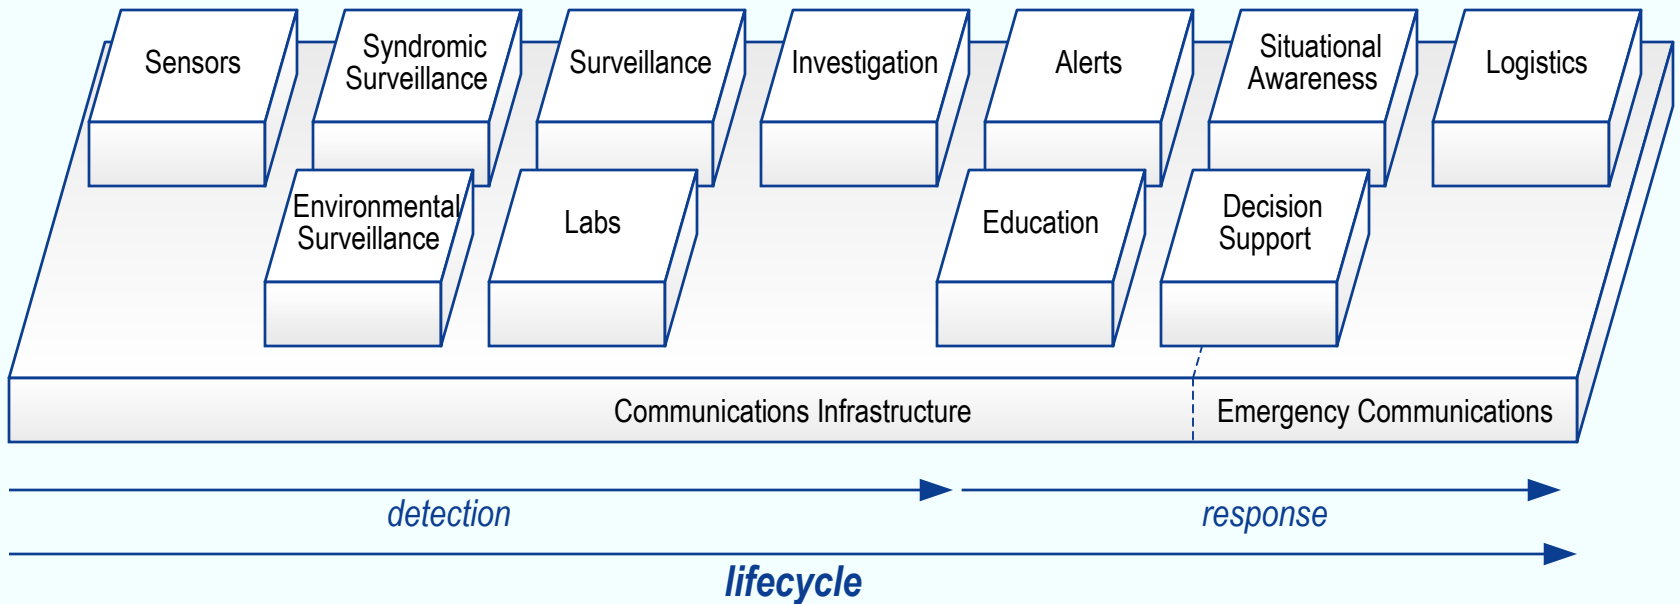 Sensors
Syndromic
Surveillance
Surveillance
Investigation
Alerts
Situational
Awareness
Logistics
Environmental
Surveillance
Labs
Education
Decision
Support
Communications Infrastructure
Emergency Communications
detection
response
lifecycle